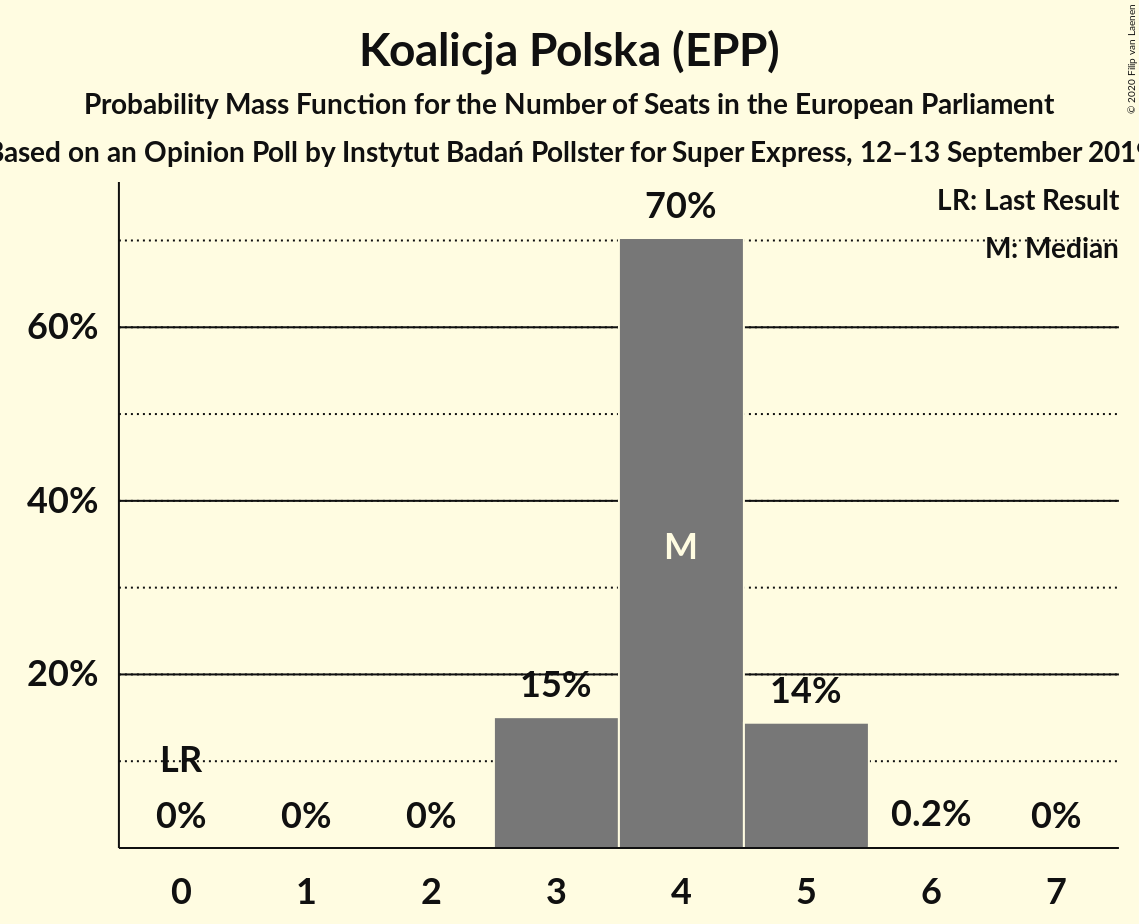 Koalicja Polska (EPP)
Probability Mass Function for the Number of Seats in the European Parliament
Based on an Opinion Poll by Instytut Badań Pollster for Super Express, 12–13 September 2019
© 2020 Filip van Laenen
LR: Last Result
M: Median
70%
60%
40%
M
20%
15%
14%
LR
0%
0%
0%
0.2%
0%
0
1
2
3
4
5
6
7